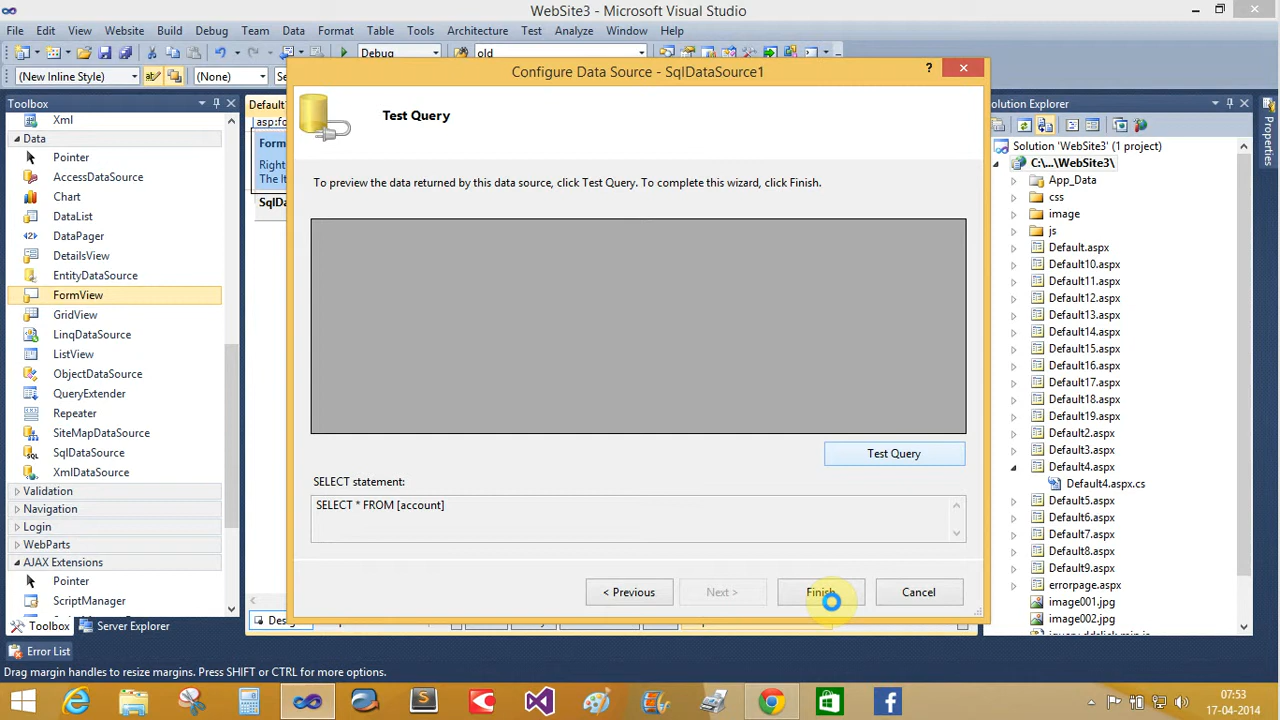 WebSite3 - Microsoft Visual Studio
File Edit View Website Build Debug Team Data Format Table Tools Architecture Test Analyze Window Help
Debug
old
(New Inline Style)
(None)
Configure Data Source - SqlDataSource1
?
Toolbox
Xml
Data
Pointer
AccessDataSource
Chart
DataList
DataPager
DetailsView
EntityDataSource
FormView
GridView
LinqDataSource
ListView
ObjectDataSource
QueryExtender
Repeater
SiteMapDataSource
SqlDataSource
XmlDataSource
Validation
Navigation
Login
WebParts
AJAX Extensions
Pointer
ScriptManager
Toolbox
Server Explorer
Error List
Drag margin handles to resize margins. Press SHIFT or CTRL for more options.
Test Query
To preview the data returned by this data source, click Test Query. To complete this wizard, click Finish.
Test Query
SELECT statement:
SELECT * FROM [account]
< Previous
Next >
Finish
Cancel
olution Explorer
Solution 'WebSite3' (1 project)
C:\...\WebSite3\
App_Data
css
image
js
Default.aspx
Default10.aspx
Default11.aspx
Default12.aspx
Default13.aspx
Default14.aspx
Default15.aspx
Default16.aspx
Default17.aspx
Default18.aspx
Default19.aspx
Default2.aspx
Default3.aspx
Default4.aspx
Default4.aspx.cs
Default5.aspx
Default6.aspx
Default7.aspx
Default8.aspx
Default9.aspx
errorpage.aspx
image001.jpg
image002.jpg
Properties
07:53
17-04-2014